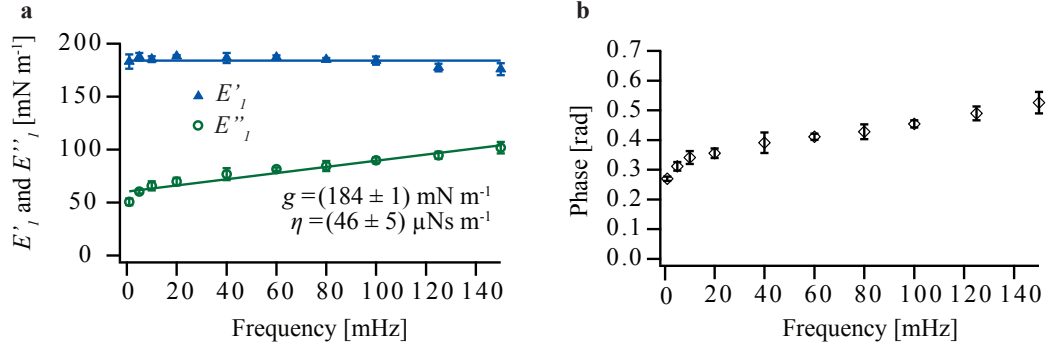 a
E'₁ and E''₁ [mN m⁻¹]
200
150
100
50
0
E'₁
E''₁
g =(184 ± 1) mN m⁻¹
η =(46 ± 5) µNs m⁻¹
0 20 40 60 80 100 120 140
Frequency [mHz]
b
Phase [rad]
0.7
0.6
0.5
0.4
0.3
0.2
0.1
0.0
0 20 40 60 80 100 120 140
Frequency [mHz]